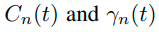 Cₙ(t) and γₙ(t)